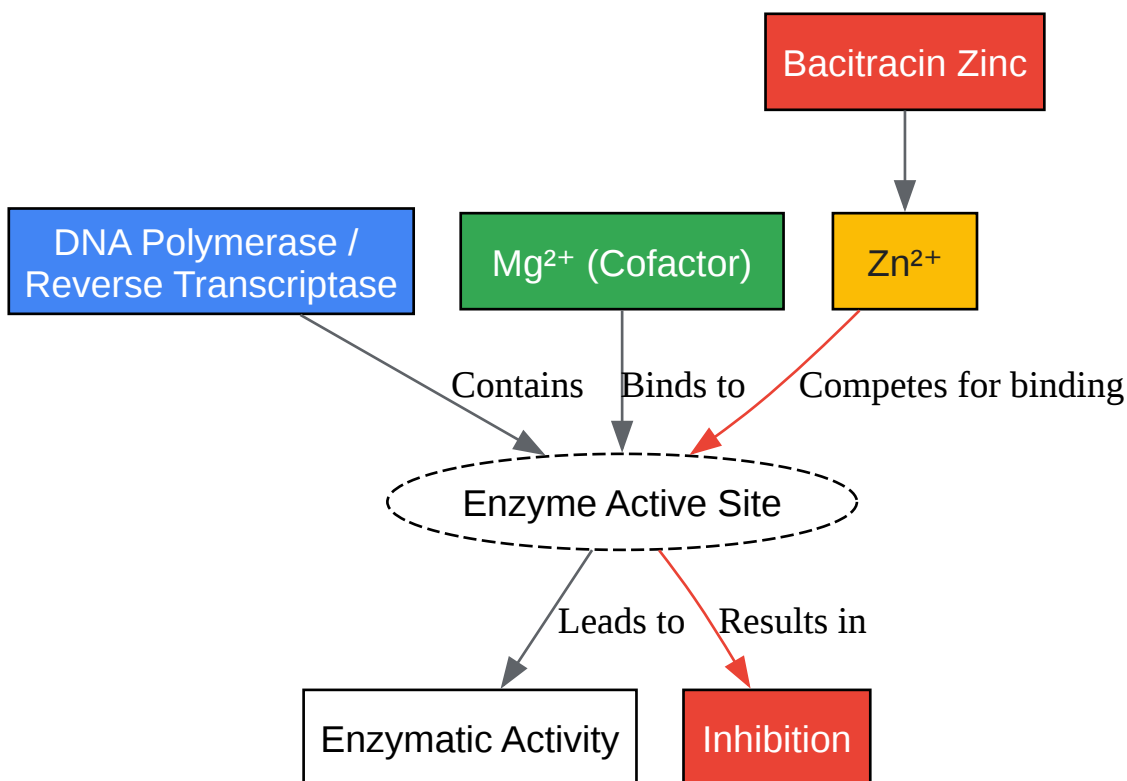 Bacitracin Zinc
DNA Polymerase /
Reverse Transcriptase
Mg²⁺ (Cofactor)
Zn²⁺
Contains
Binds to
Competes for binding
Enzyme Active Site
Leads to
Results in
Enzymatic Activity
Inhibition